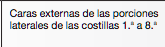 Caras externas de las porciones
laterales de las costillas 1.ª a 8.ª